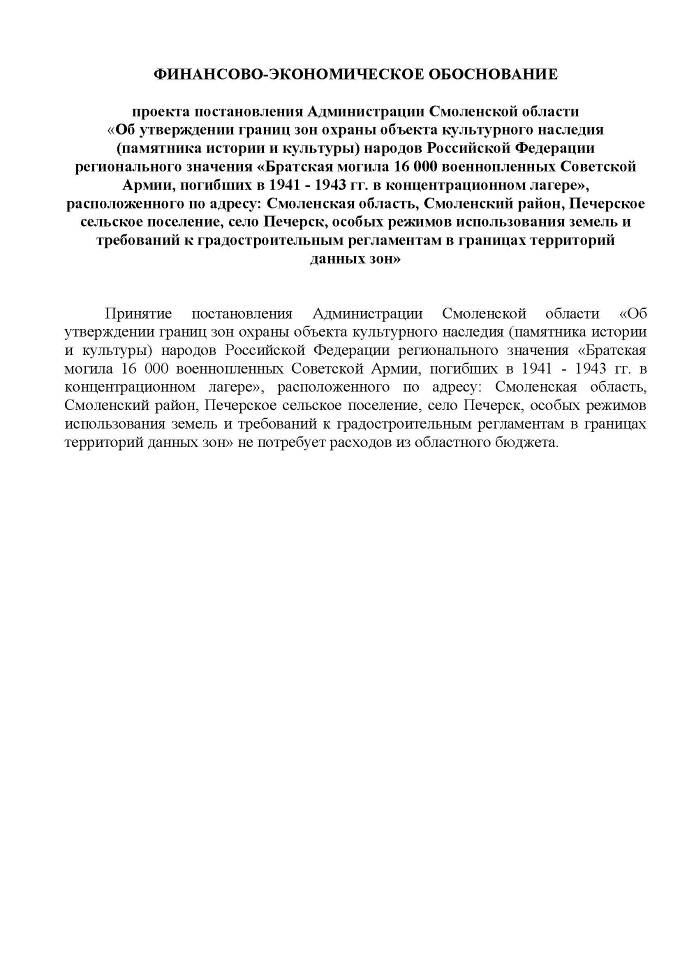 ФИНАНСОВО-ЭКОНОМИЧЕСКОЕ ОБОСНОВАНИЕ
проекта постановления Администрации Смоленской области
«Об утверждении границ зон охраны объекта культурного наследия
(памятника истории и культуры) народов Российской Федерации
регионального значения «Братская могила 16 000 военнопленных Советской
Армии, погибших в 1941 - 1943 гг. в концентрационном лагере»,
расположенного по адресу: Смоленская область, Смоленский район, Печерское
сельское поселение, село Печерск, особых режимов использования земель и
требований к градостроительным регламентам в границах территорий
данных зон»
Принятие постановления Администрации Смоленской области «Об
утверждении границ зон охраны объекта культурного наследия (памятника истории
и культуры) народов Российской Федерации регионального значения «Братская
могила 16 000 военнопленных Советской Армии, погибших в 1941 - 1943 гг. в
концентрационном лагере», расположенного по адресу: Смоленская область,
Смоленский район, Печерское сельское поселение, село Печерск, особых режимов
использования земель и требований к градостроительным регламентам в границах
территорий данных зон» не потребует расходов из областного бюджета.